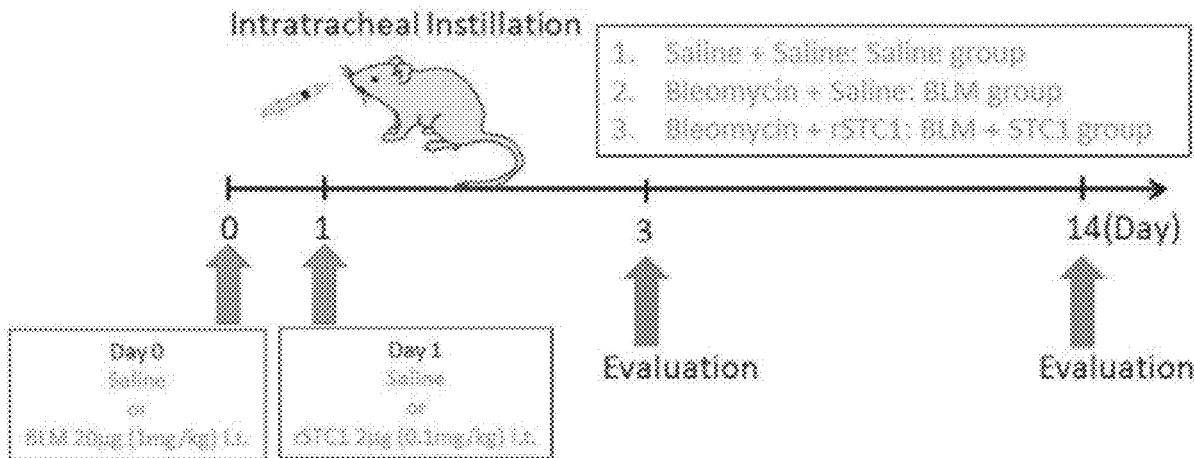 Intratracheal Instillation
1. Saline + Saline: Saline group
2. Bleomycin + Saline: BLM group
3. Bleomycin + rSTC1: BLM + STC1 group
0 1 3 14(Day)
Day 0
Saline
or
BLM 20μg (1mg/kg) i.t.
Day 1
Saline
or
rSTC1 2μg (0.1mg/kg) i.t.
Evaluation
Evaluation